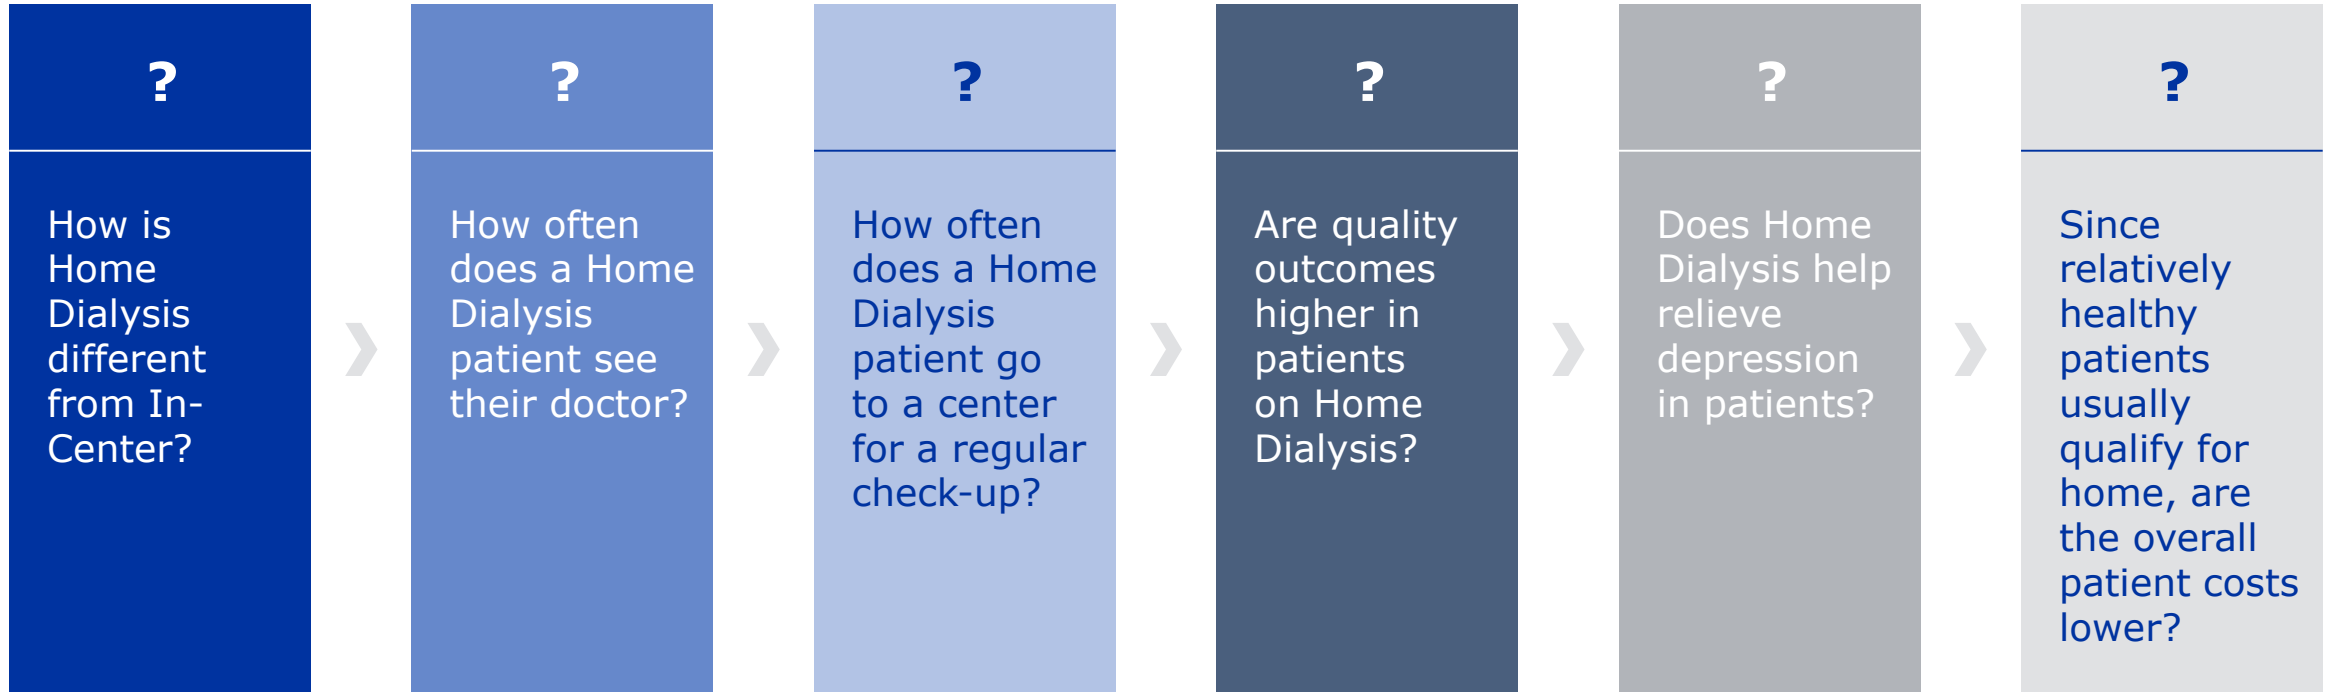 ?
How is
Home
Dialysis
different
from In-
Center?
?
How often
does a Home
Dialysis
patient see
their doctor?
?
How often
does a Home
Dialysis
patient go
to a center
for a regular
check-up?
?
Are quality
outcomes
higher in
patients
on Home
Dialysis?
?
Does Home
Dialysis help
relieve
depression
in patients?
?
Since
relatively
healthy
patients
usually
qualify for
home, are
the overall
patient costs
lower?